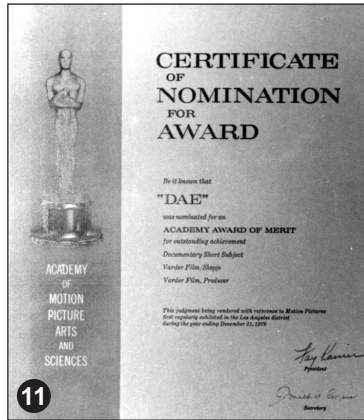 CERTIFICATE
OF
NOMINATION
FOR
AWARD
Be it known that
"DAE"
was nominated for an
ACADEMY AWARD OF MERIT
for outstanding achievement
Documentary Short Subject
Vardar Film/Skopje
Vardar Film, Producer
This judgment being rendered with reference to Motion Pictures
first regularly exhibited in the Los Angeles district
during the year ending December 31, 1979
President
Secretary
ACADEMY
OF
MOTION
PICTURE
ARTS
AND
SCIENCES
11